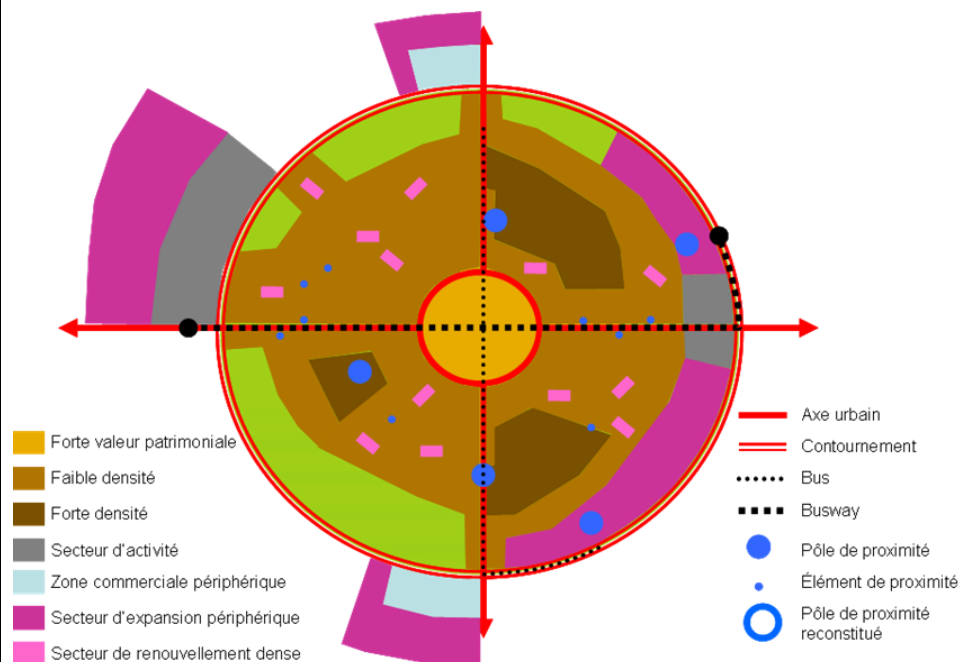 Forte valeur patrimoniale
Faible densité
Forte densité
Secteur d'activité
Zone commerciale périphérique
Secteur d'expansion périphérique
Secteur de renouvellement dense
Axe urbain
Contournement
Bus
Busway
Pôle de proximité
Élément de proximité
Pôle de proximité
reconstitué